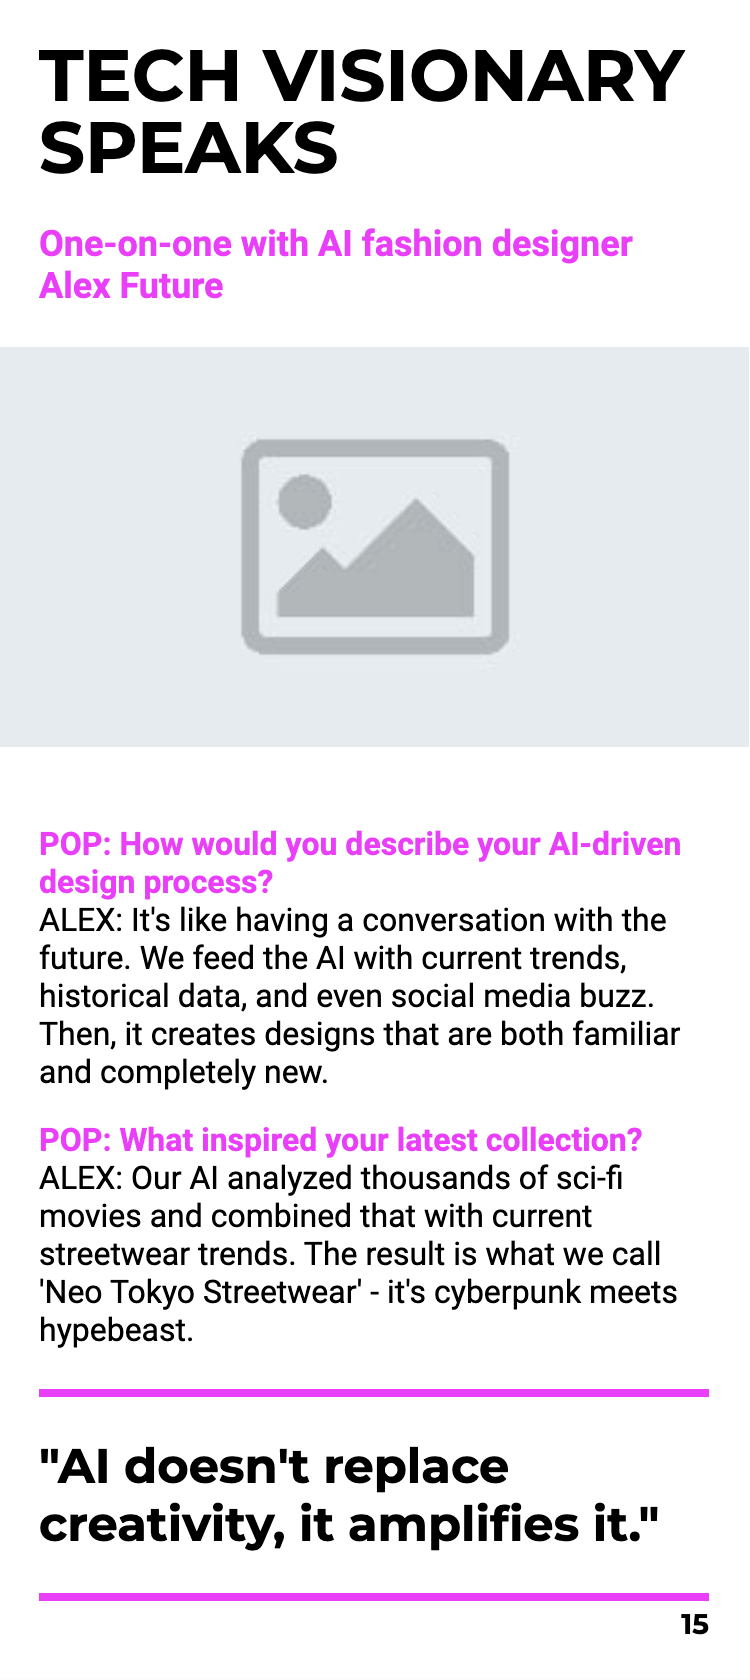 TECH VISIONARY
SPEAKS
One-on-one with AI fashion designer
Alex Future
POP: How would you describe your AI-driven
design process?
ALEX: It's like having a conversation with the
future. We feed the AI with current trends,
historical data, and even social media buzz.
Then, it creates designs that are both familiar
and completely new.
POP: What inspired your latest collection?
ALEX: Our AI analyzed thousands of sci-fi
movies and combined that with current
streetwear trends. The result is what we call
'Neo Tokyo Streetwear' - it's cyberpunk meets
hypebeast.
"AI doesn't replace
creativity, it amplifies it."
15